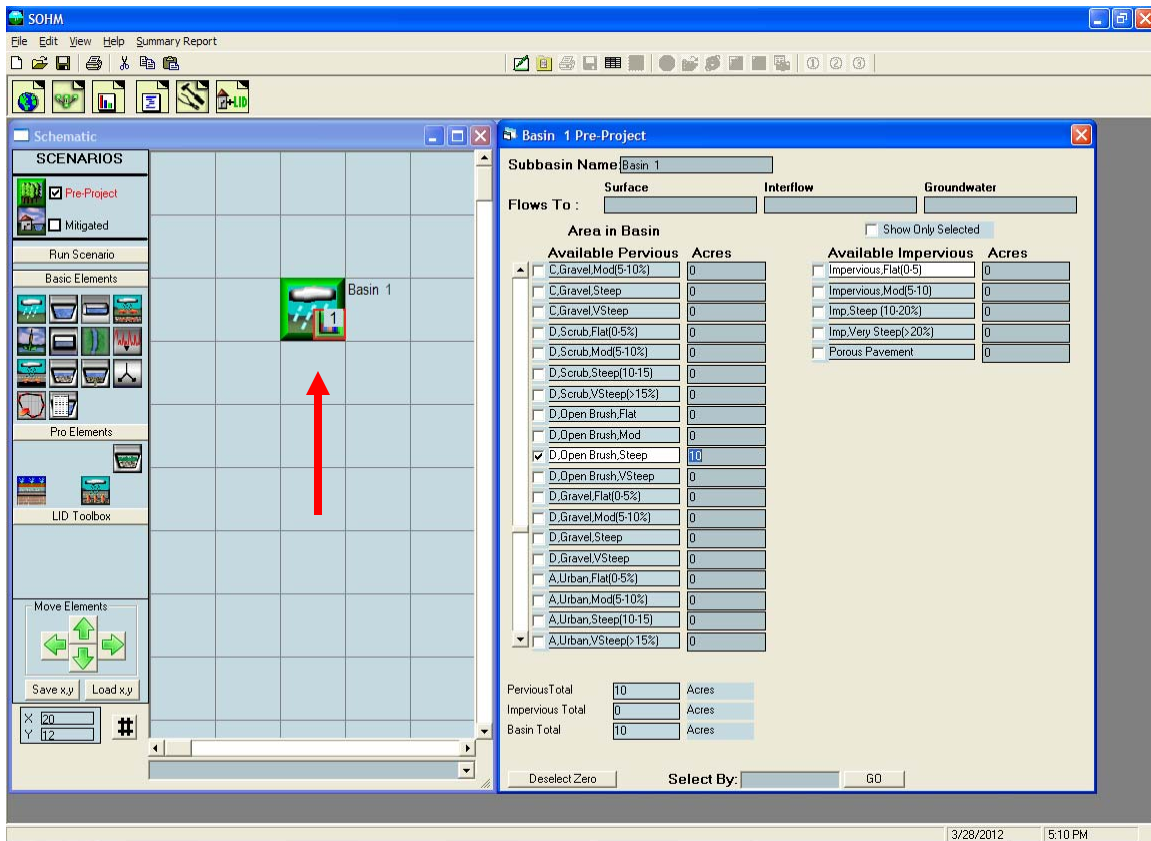 SOHM
File Edit View Help Summary Report
① ② ③
+LID
Schematic
SCENARIOS
Pre-Project
Mitigated
Run Scenario
Basic Elements
Pro Elements
LID Toolbox
Move Elements
Save x,y Load x,y
X 20
Y 12
#
Basin 1
1
Basin 1 Pre-Project
Subbasin Name: Basin 1
Surface Interflow Groundwater
Flows To :
Area in Basin Show Only Selected
Available Pervious Acres Available Impervious Acres
C,Gravel,Mod(5-10%) 0 Impervious,Flat(0-5) 0
C,Gravel,Steep 0 Impervious,Mod(5-10) 0
C,Gravel,VSteep 0 Imp,Steep (10-20%) 0
D,Scrub,Flat(0-5%) 0 Imp,Very Steep(>20%) 0
D,Scrub,Mod(5-10%) 0 Porous Pavement 0
D,Scrub,Steep(10-15) 0
D,Scrub,VSteep(>15%) 0
D,Open Brush,Flat 0
D,Open Brush,Mod 0
D,Open Brush,Steep 10
D,Open Brush,VSteep 0
D,Gravel,Flat(0-5%) 0
D,Gravel,Mod(5-10%) 0
D,Gravel,Steep 0
D,Gravel,VSteep 0
A,Urban,Flat(0-5%) 0
A,Urban,Mod(5-10%) 0
A,Urban,Steep(10-15) 0
A,Urban,VSteep(>15%) 0
PerviousTotal 10 Acres
Impervious Total 0 Acres
Basin Total 10 Acres
Deselect Zero Select By: GO
3/28/2012 5:10 PM